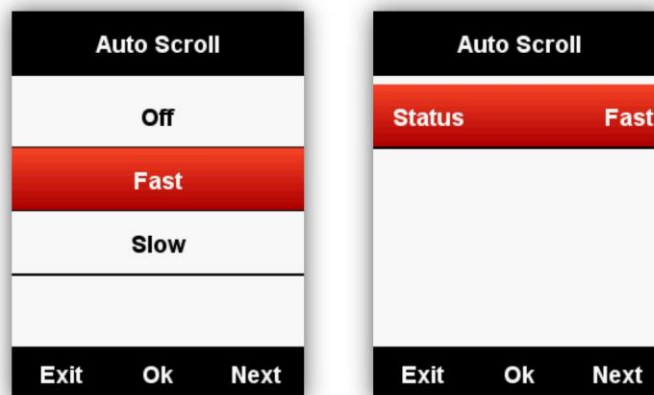 Auto Scroll
Off
Fast
Slow
Exit Ok Next
Auto Scroll
Status Fast
Exit Ok Next